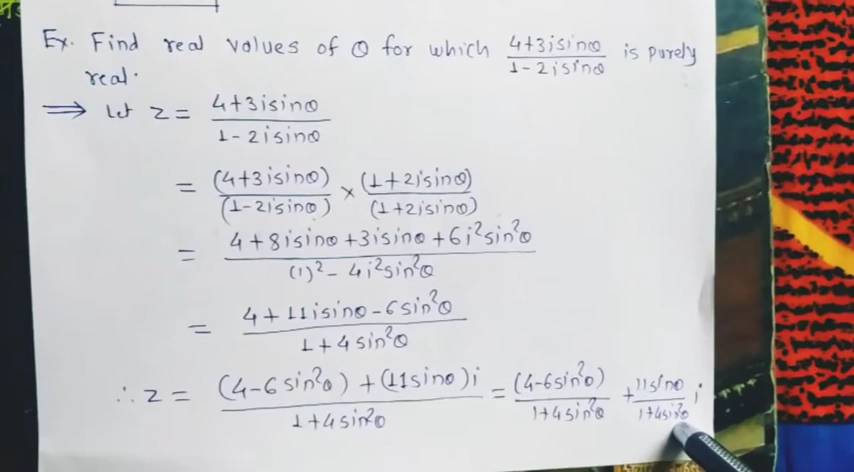 Ex. Find real values of θ for which (4+3isinθ)/(1-2isinθ) is purely
real.
⟹ Let z = (4+3isinθ)/(1-2isinθ)
= (4+3isinθ)/(1-2isinθ) × (1+2isinθ)/(1+2isinθ)
= (4+8isinθ+3isinθ+6i²sin²θ)/((1)²-4i²sin²θ)
= (4+11isinθ-6sin²θ)/(1+4sin²θ)
∴ z = ((4-6sin²θ)+(11sinθ)i)/(1+4sin²θ) = (4-6sin²θ)/(1+4sin²θ) + (11sinθ)/(1+4sin²θ) i